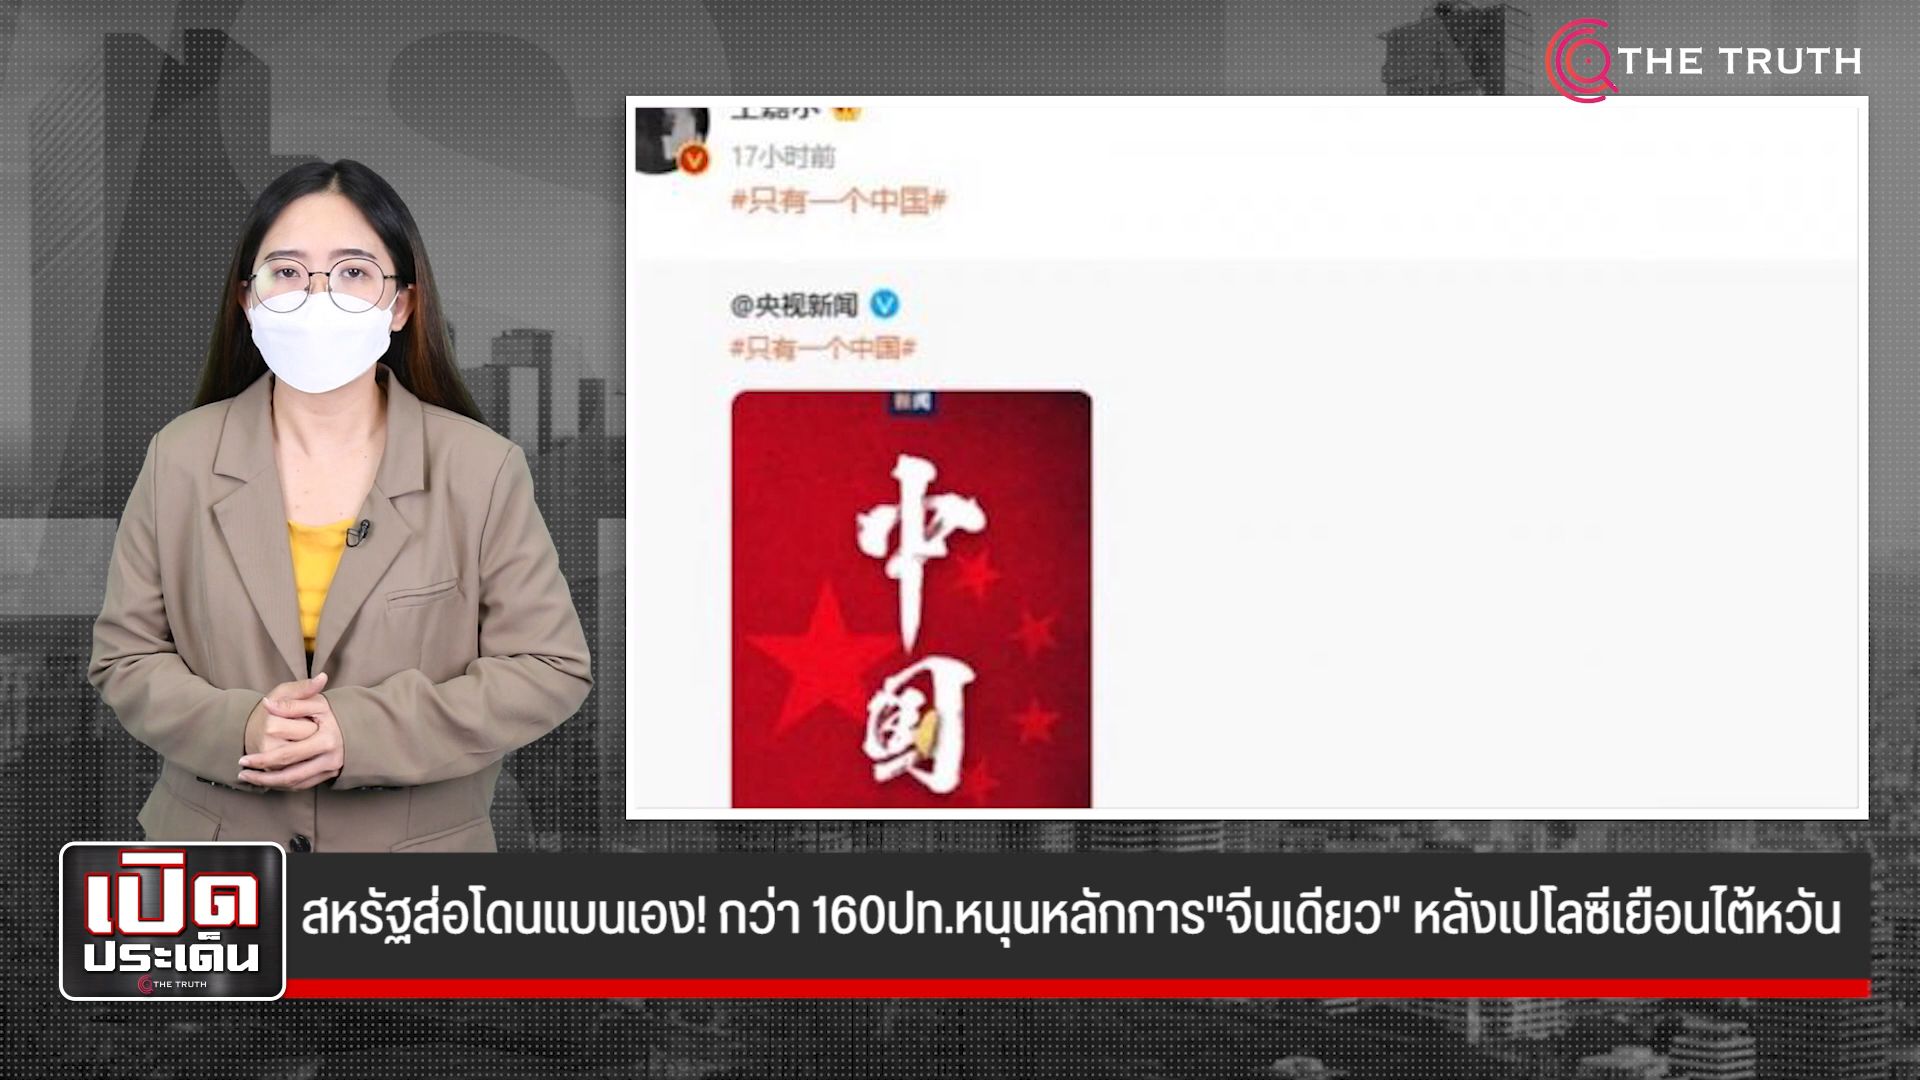 THE TRUTH
17小时前
#只有一个中国#
@央视新闻
#只有一个中国#
中
国
เปิด
ประเด็น
THE TRUTH
สหรัฐส่อโดนแบนเอง! กว่า 160ปท.หนุนหลักการ"จีนเดียว" หลังเปโลซีเยือนไต้หวัน